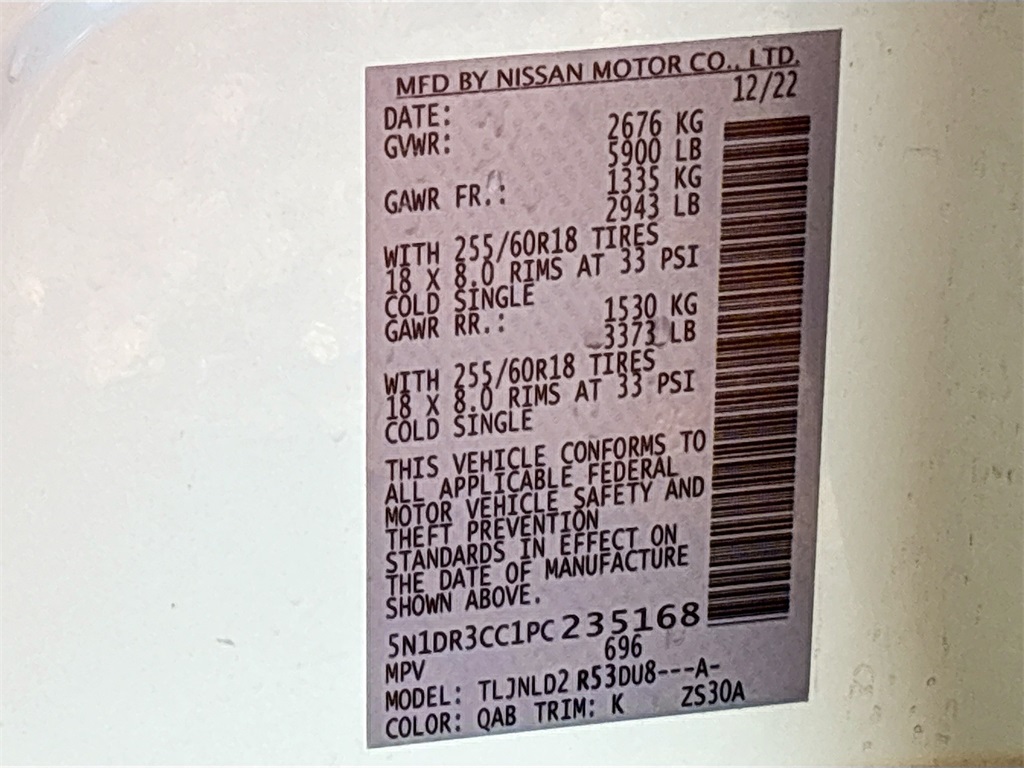 MFD BY NISSAN MOTOR CO., LTD.
DATE: 12/22
GVWR: 2676 KG
5900 LB
GAWR FR.: 1335 KG
2943 LB
WITH 255/60R18 TIRES
18 X 8.0 RIMS AT 33 PSI
COLD SINGLE
GAWR RR.: 1530 KG
3373 LB
WITH 255/60R18 TIRES
18 X 8.0 RIMS AT 33 PSI
COLD SINGLE
THIS VEHICLE CONFORMS TO
ALL APPLICABLE FEDERAL
MOTOR VEHICLE SAFETY AND
THEFT PREVENTION
STANDARDS IN EFFECT ON
THE DATE OF MANUFACTURE
SHOWN ABOVE.
5N1DR3CC1PC235168
MPV 696
MODEL: TLJNLD2 R53DU8---A-
COLOR: QAB TRIM: K ZS30A